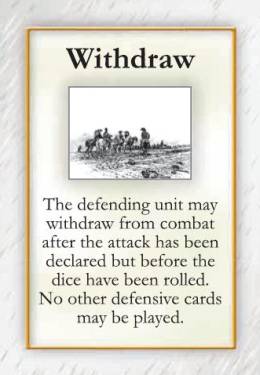 Withdraw
The defending unit may
withdraw from combat
after the attack has been
declared but before the
dice have been rolled.
No other defensive cards
may be played.